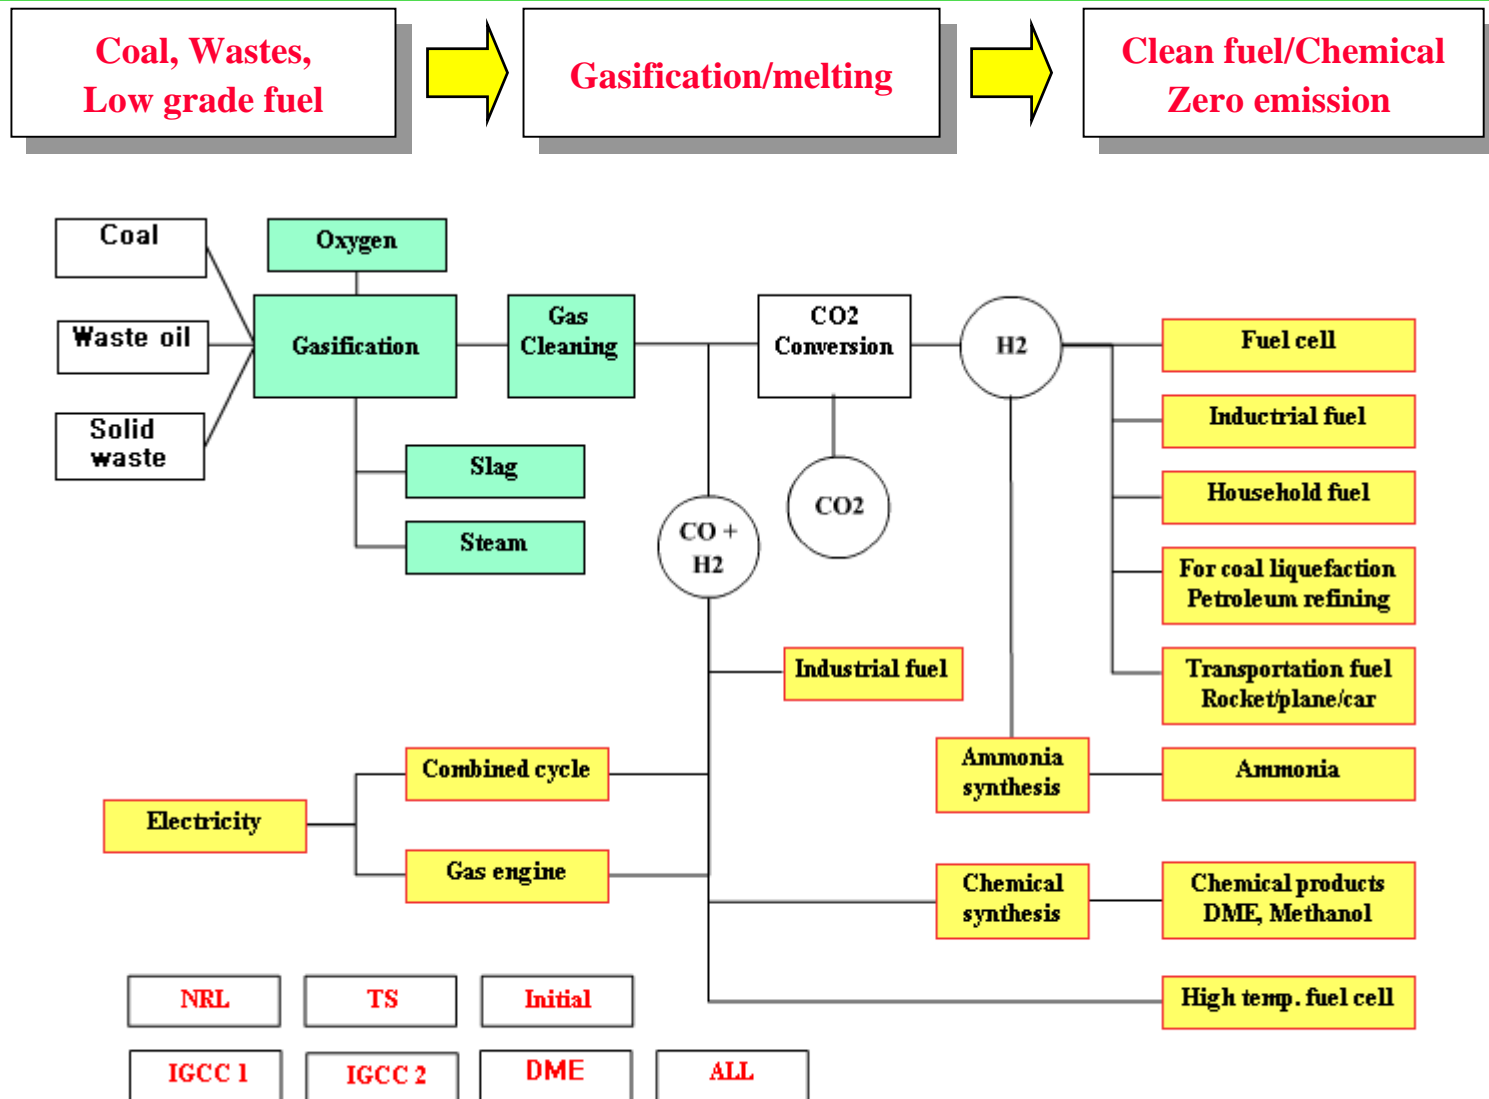 Coal, Wastes,
Low grade fuel
Gasification/melting
Clean fuel/Chemical
Zero emission
Coal
Oxygen
Waste oil
Gasification
Gas
Cleaning
CO2
Conversion
H2
Fuel cell
Solid
waste
Inductrial fuel
Slag
Household fuel
Steam
CO +
H2
CO2
For coal liquefaction
Petroleum refining
Industrial fuel
Transportation fuel
Rocket/plane/car
Combined cycle
Ammonia
synthesis
Ammonia
Electricity
Gas engine
Chemical
synthesis
Chemical products
DME, Methanol
High temp. fuel cell
NRL
TS
Initial
IGCC 1
IGCC 2
DME
ALL